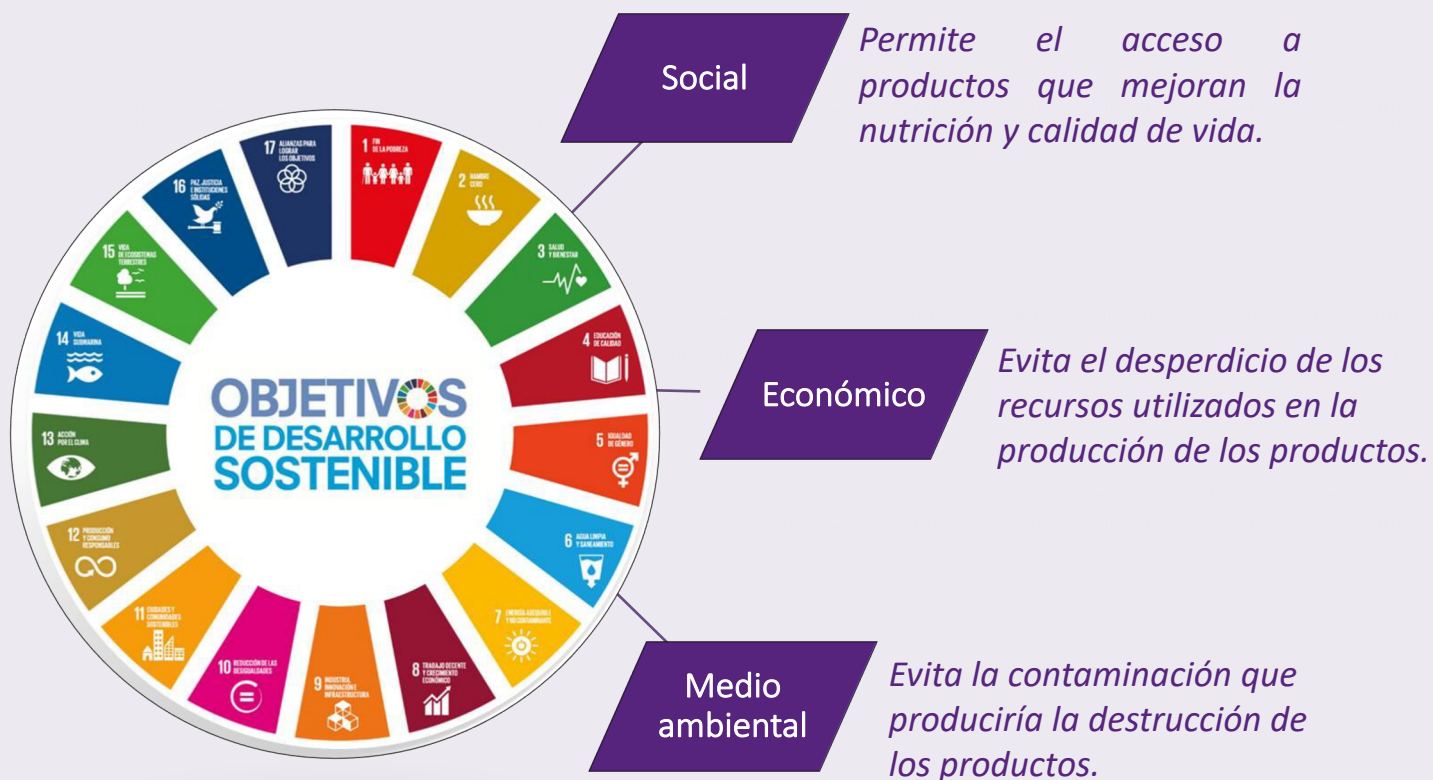 Social
Permite el acceso a
productos que mejoran la
nutrición y calidad de vida.
1 FIN
DE LA POBREZA
2 HAMBRE
CERO
3 SALUD
Y BIENESTAR
4 EDUCACIÓN
DE CALIDAD
5 IGUALDAD
DE GÉNERO
6 AGUA LIMPIA
Y SANEAMIENTO
7 ENERGÍA ASEQUIBLE
Y NO CONTAMINANTE
8 TRABAJO DECENTE
Y CRECIMIENTO
ECONÓMICO
9 INDUSTRIA,
INNOVACIÓN E
INFRAESTRUCTURA
10 REDUCCIÓN DE LAS
DESIGUALDADES
11 CIUDADES Y
COMUNIDADES
SOSTENIBLES
12 PRODUCCIÓN
Y CONSUMO
RESPONSABLES
13 ACCIÓN
POR EL CLIMA
14 VIDA
SUBMARINA
15 VIDA
DE ECOSISTEMAS
TERRESTRES
16 PAZ, JUSTICIA
E INSTITUCIONES
SÓLIDAS
17 ALIANZAS PARA
LOGRAR
LOS OBJETIVOS
OBJETIVOS
DE DESARROLLO
SOSTENIBLE
Económico
Evita el desperdicio de los
recursos utilizados en la
producción de los productos.
Medio
ambiental
Evita la contaminación que
produciría la destrucción de
los productos.